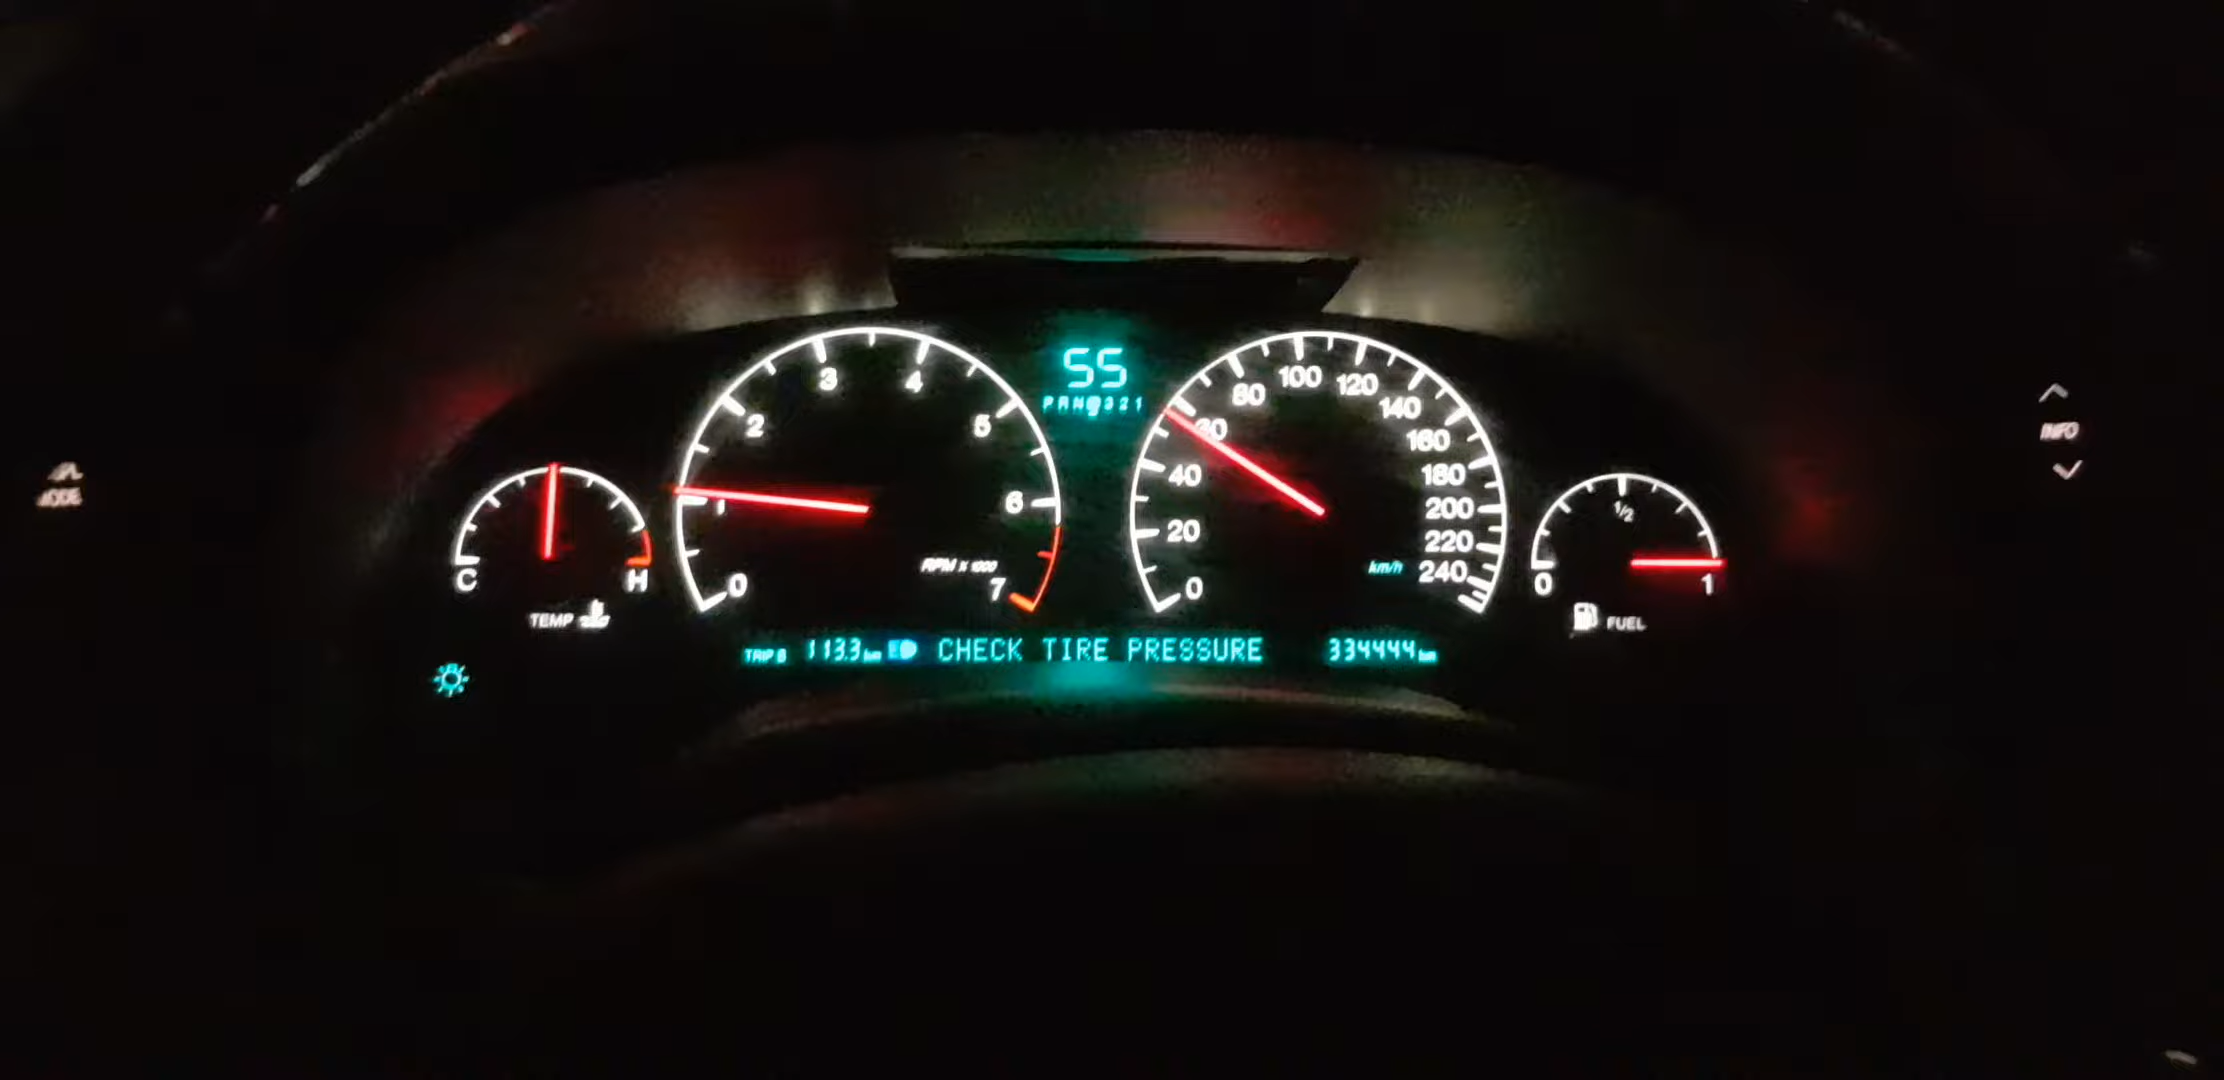 55
PRND321
3 4
2 5
1 6
0 7
RPM x 1000
80 100 120
60 140
40 160
20 180
0 200
220
km/h 240
C H
TEMP
1/2
0 1
FUEL
TRIP B 113.3 km CHECK TIRE PRESSURE 334444 km
INFO